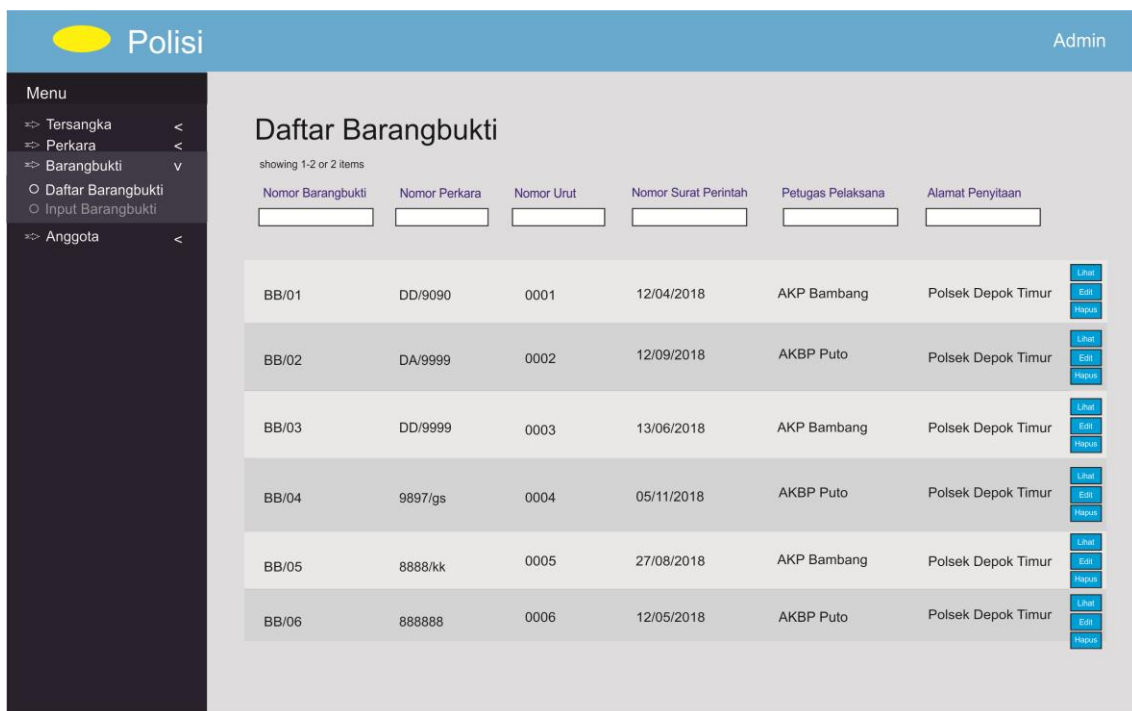 Polisi
Admin
Menu
Tersangka <
Perkara <
Barangbukti v
Daftar Barangbukti
Input Barangbukti
Anggota <
Daftar Barangbukti
showing 1-2 or 2 items
Nomor Barangbukti Nomor Perkara Nomor Urut Nomor Surat Perintah Petugas Pelaksana Alamat Penyitaan
BB/01 DD/9090 0001 12/04/2018 AKP Bambang Polsek Depok Timur
Lihat
Edit
Hapus
BB/02 DA/9999 0002 12/09/2018 AKBP Puto Polsek Depok Timur
Lihat
Edit
Hapus
BB/03 DD/9999 0003 13/06/2018 AKP Bambang Polsek Depok Timur
Lihat
Edit
Hapus
BB/04 9897/gs 0004 05/11/2018 AKBP Puto Polsek Depok Timur
Lihat
Edit
Hapus
BB/05 8888/kk 0005 27/08/2018 AKP Bambang Polsek Depok Timur
Lihat
Edit
Hapus
BB/06 888888 0006 12/05/2018 AKBP Puto Polsek Depok Timur
Lihat
Edit
Hapus